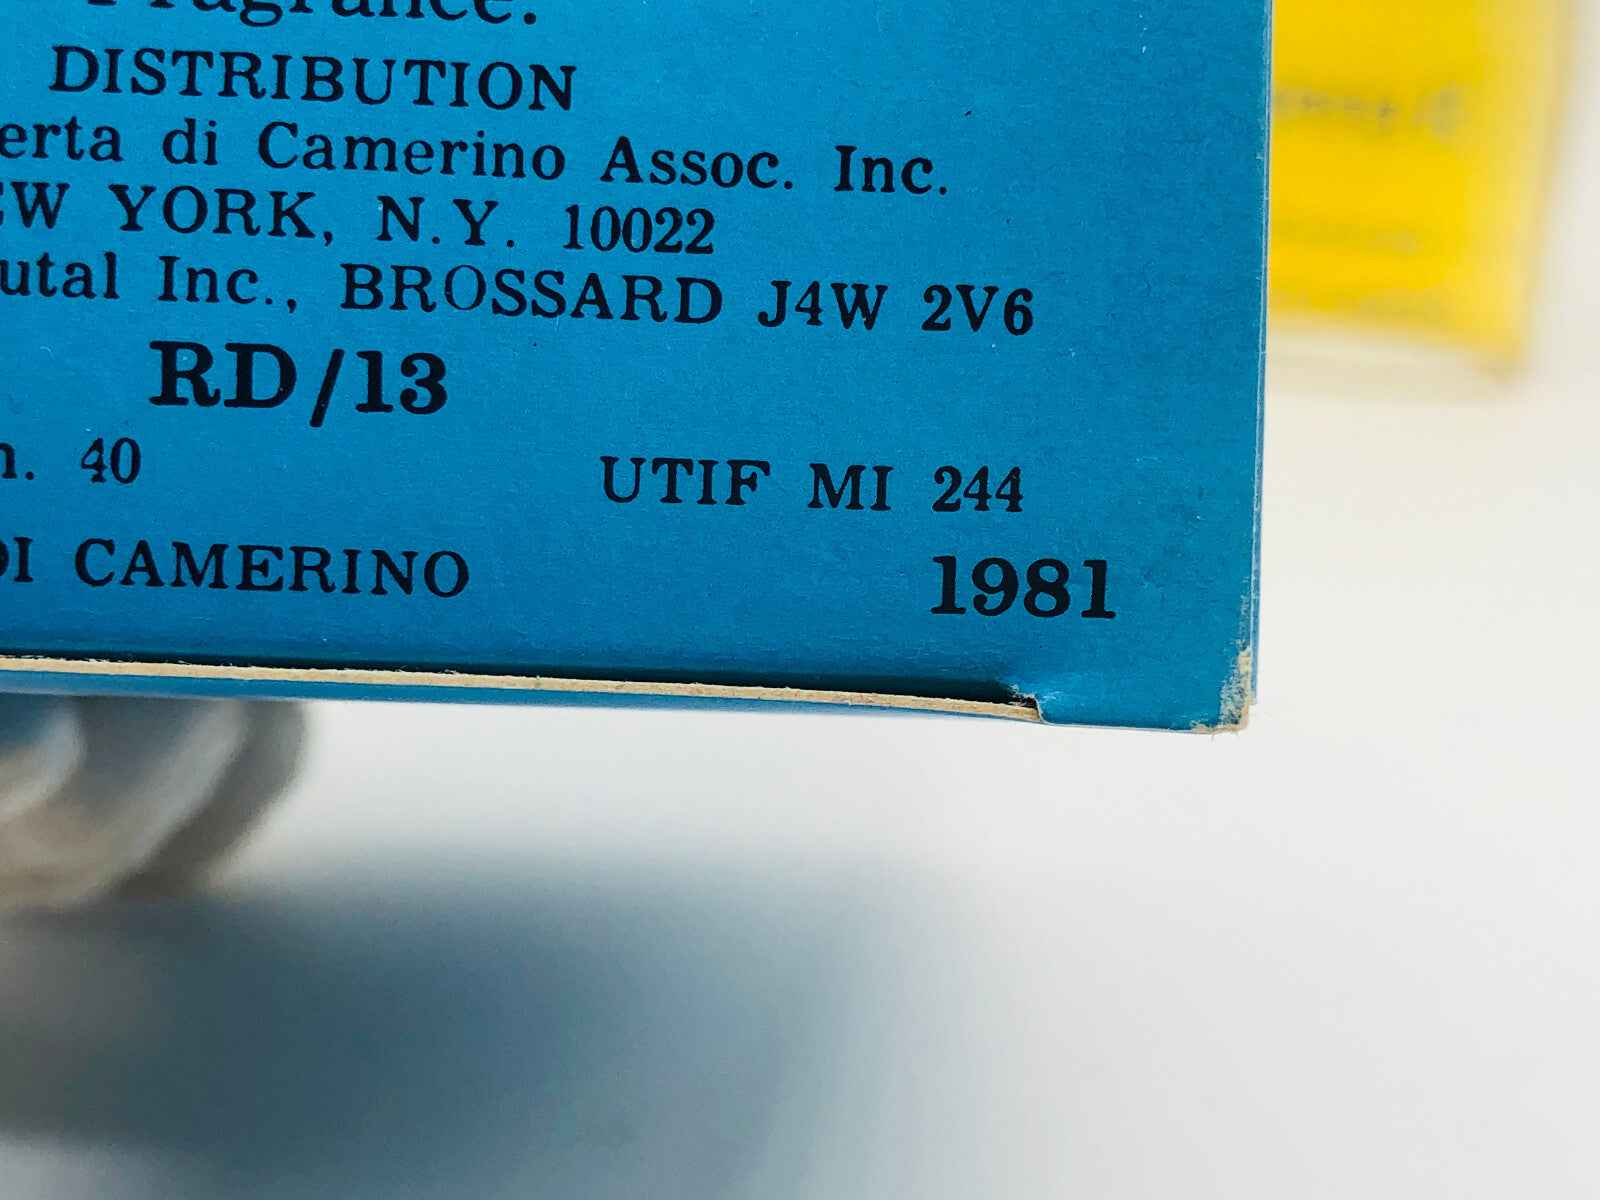 Fragrance.
DISTRIBUTION
erta di Camerino Assoc. Inc.
EW YORK, N.Y. 10022
utal Inc., BROSSARD J4W 2V6
RD/13
n. 40 UTIF MI 244
DI CAMERINO
1981